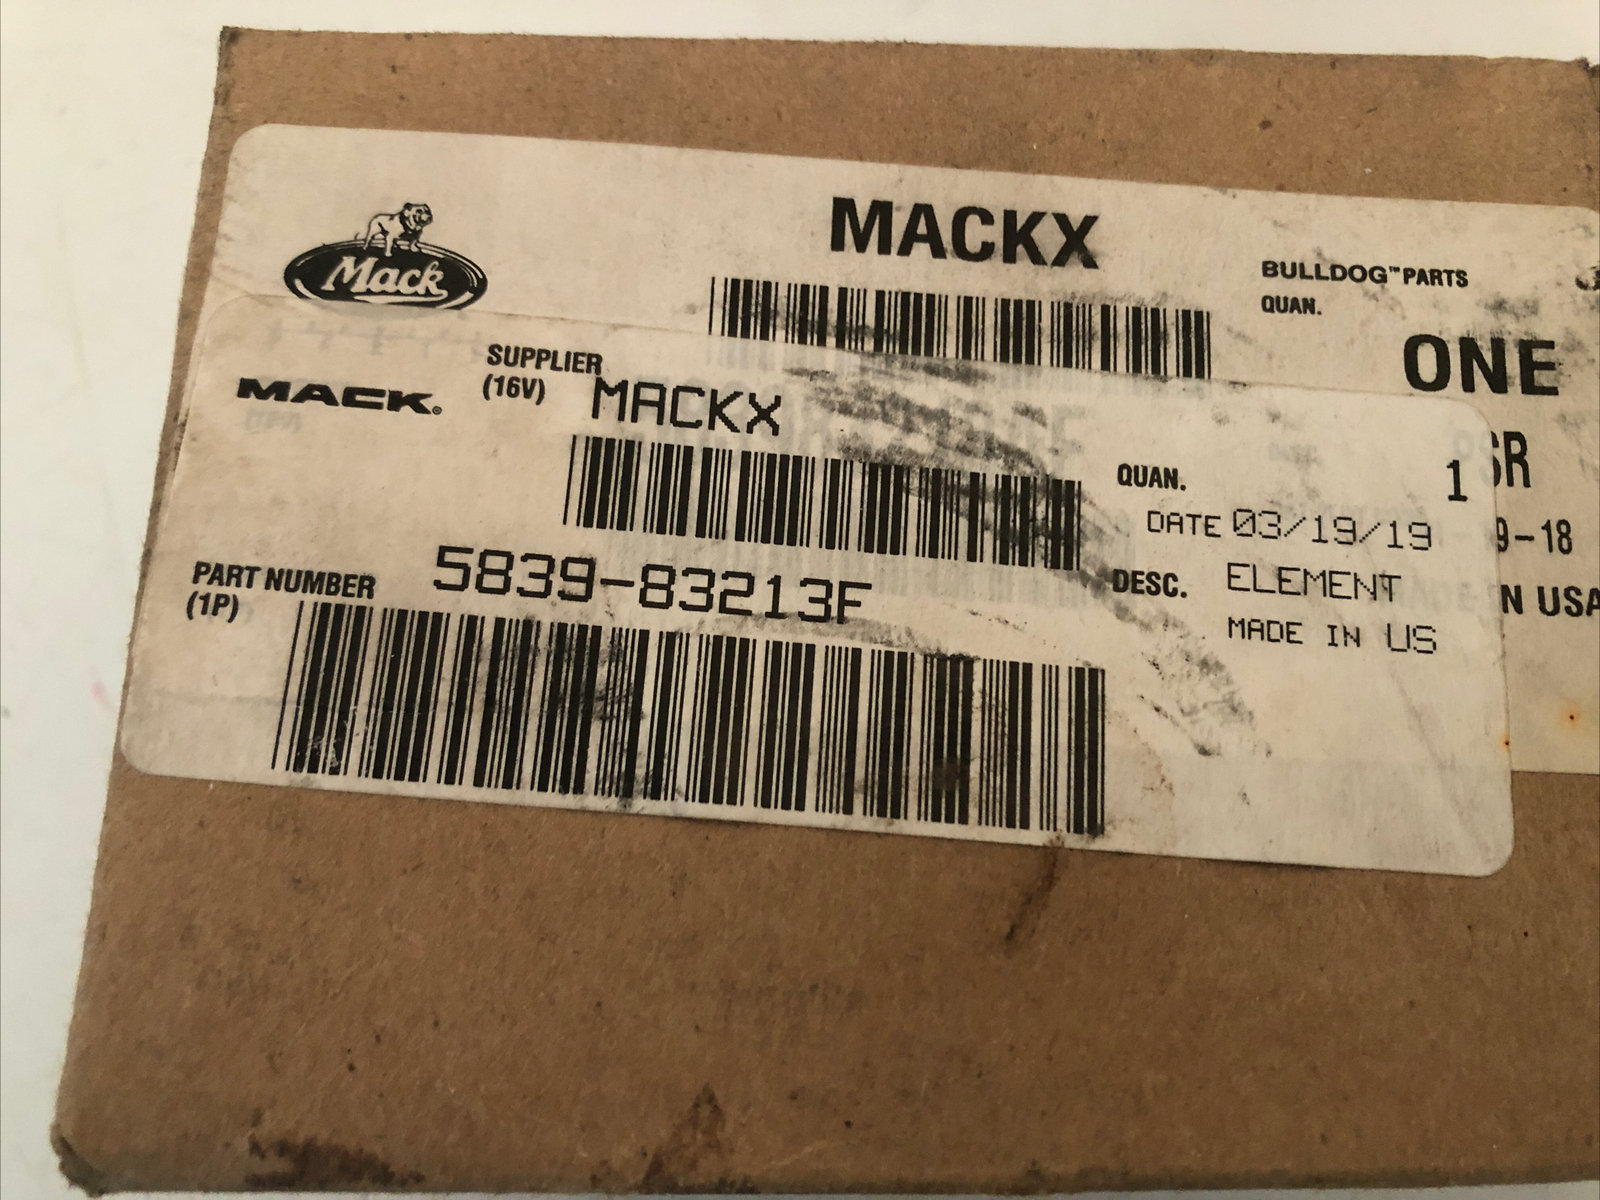 MACKX
Mack
BULLDOG™ PARTS
QUAN.
ONE
SR
9-18
N USA
MACK®
SUPPLIER
(16V)
MACKX
QUAN. 1
DATE 03/19/19
PART NUMBER
(1P)
5839-83213F
DESC. ELEMENT
MADE IN US